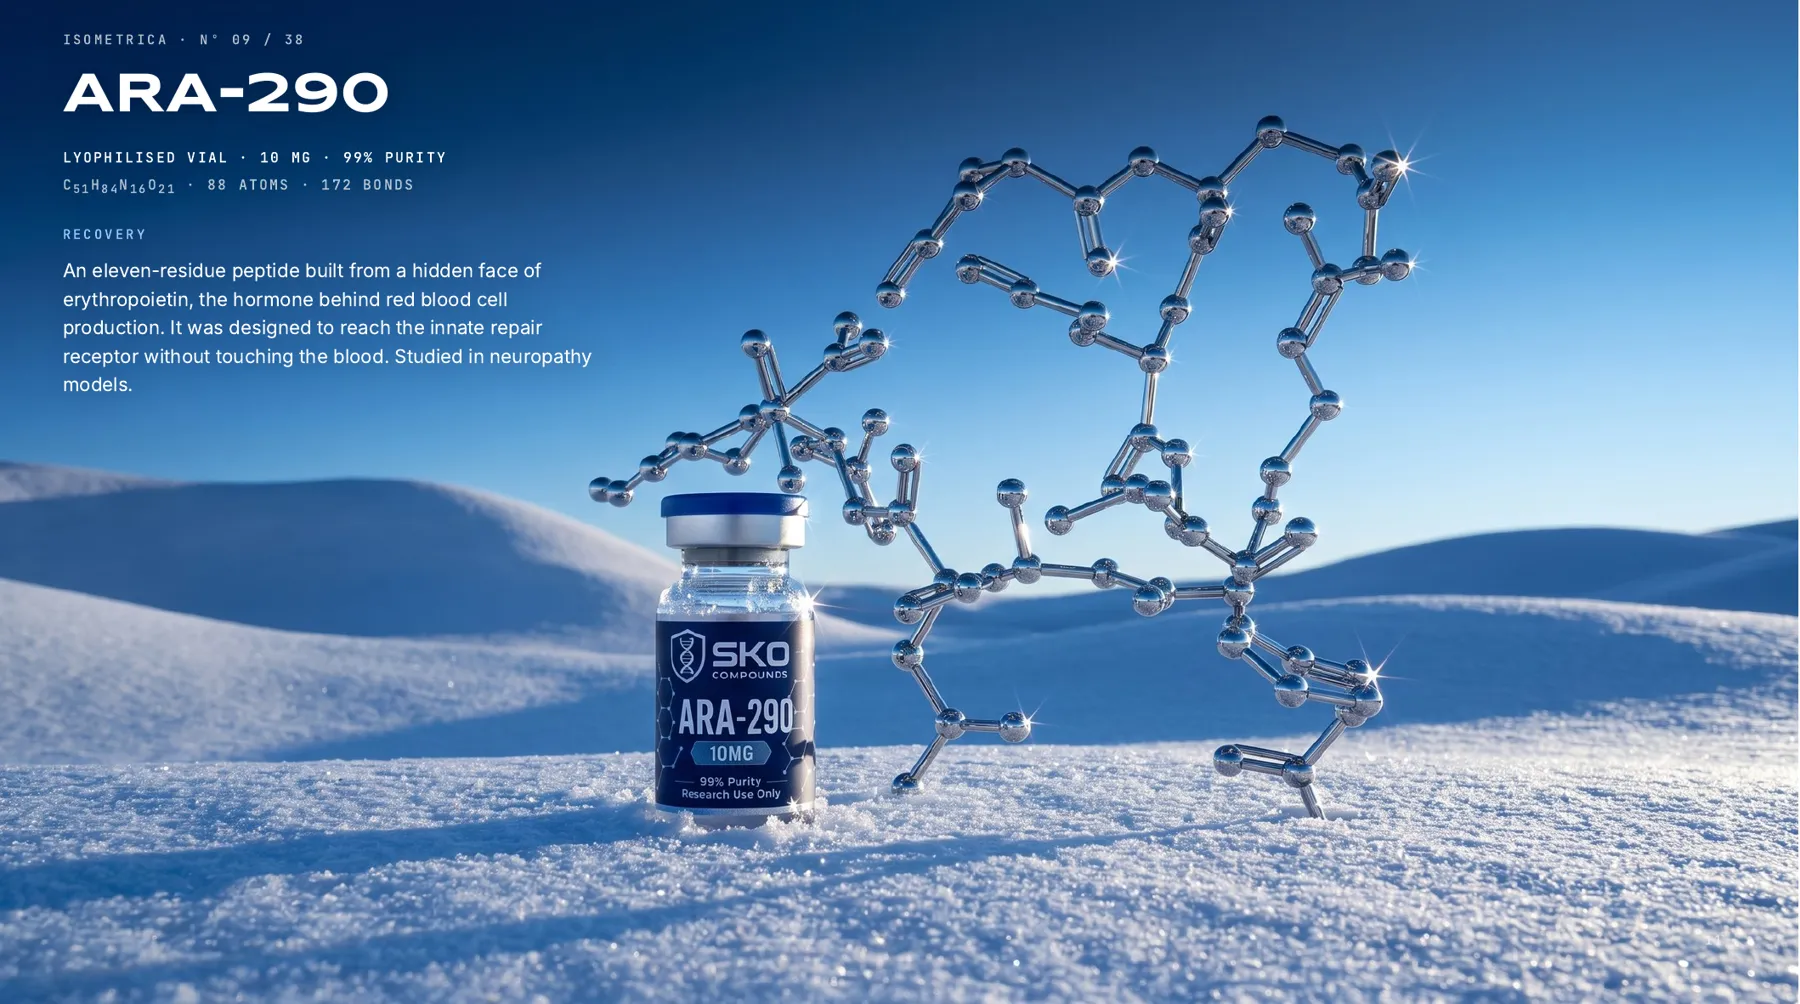 ISOMETRICA · N° 09 / 38
ARA-290
LYOPHILISED VIAL · 10 MG · 99% PURITY
C₅₁H₈₄N₁₆O₂₁ · 88 ATOMS · 172 BONDS
RECOVERY
An eleven-residue peptide built from a hidden face of
erythropoietin, the hormone behind red blood cell
production. It was designed to reach the innate repair
receptor without touching the blood. Studied in neuropathy
models.
SKO
COMPOUNDS
ARA-290
10MG
99% Purity
Research Use Only